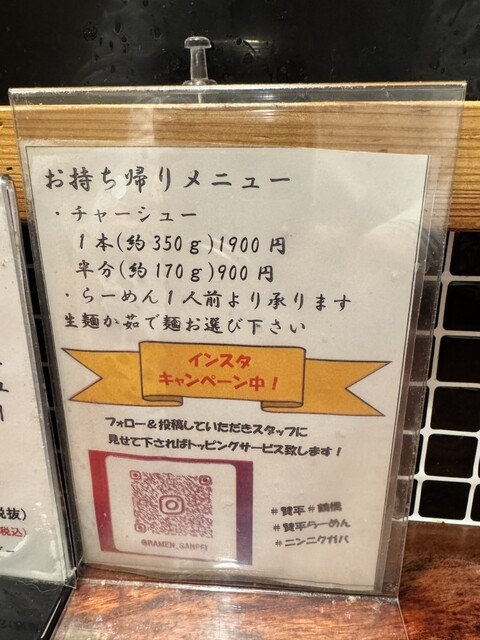 お持ち帰りメニュー
・チャーシュー
1本(約350g)1900円
半分(約170g)900円
・らーめん1人前より承ります
生麺か茹で麺お選び下さい
インスタ
キャンペーン中！
フォロー＆投稿していただきスタッフに
見せて下さればトッピングサービス致します！
@RAMEN_SANPEI
#賛平 #鶴橋
#賛平らーめん
#ニンニクガバ
税抜)
税込)